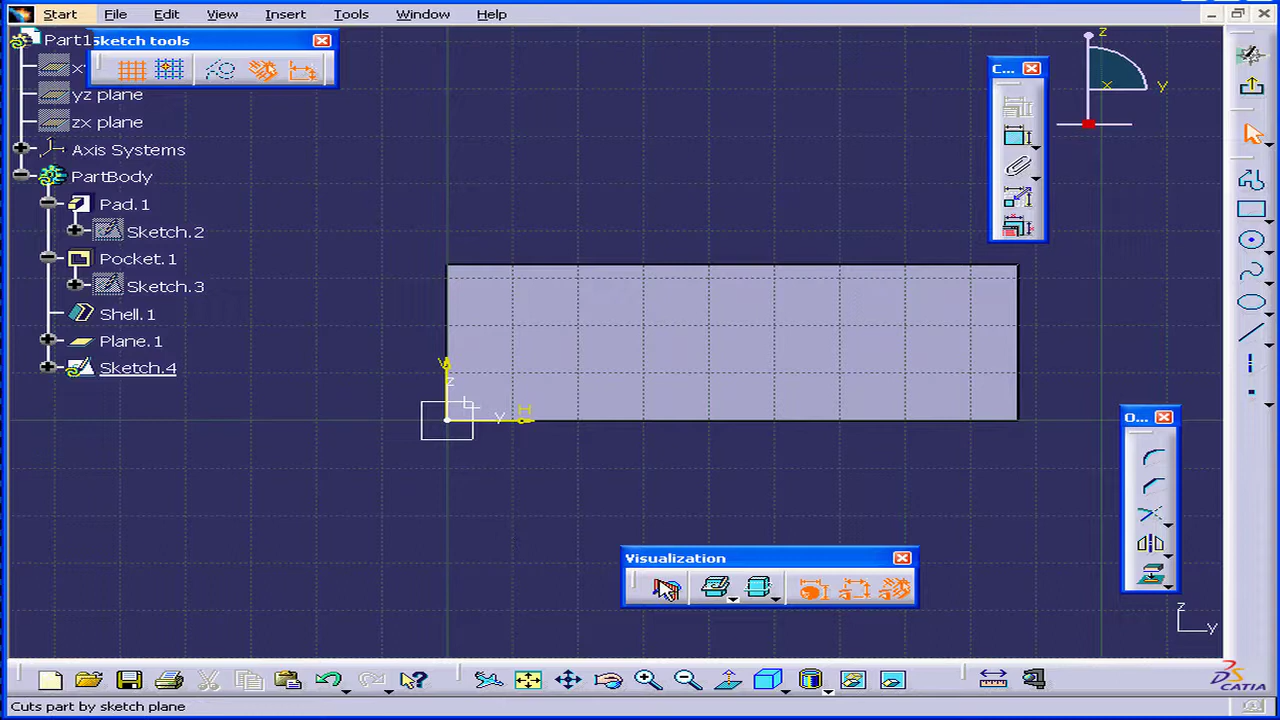 Start File Edit View Insert Tools Window Help
Part1
Sketch tools
yz plane
zx plane
Axis Systems
PartBody
Pad.1
Sketch.2
Pocket.1
Sketch.3
Shell.1
Plane.1
Sketch.4
C...
z
x
y
V
z
y
H
O...
Visualization
z
y
DS
CATIA
Cuts part by sketch plane